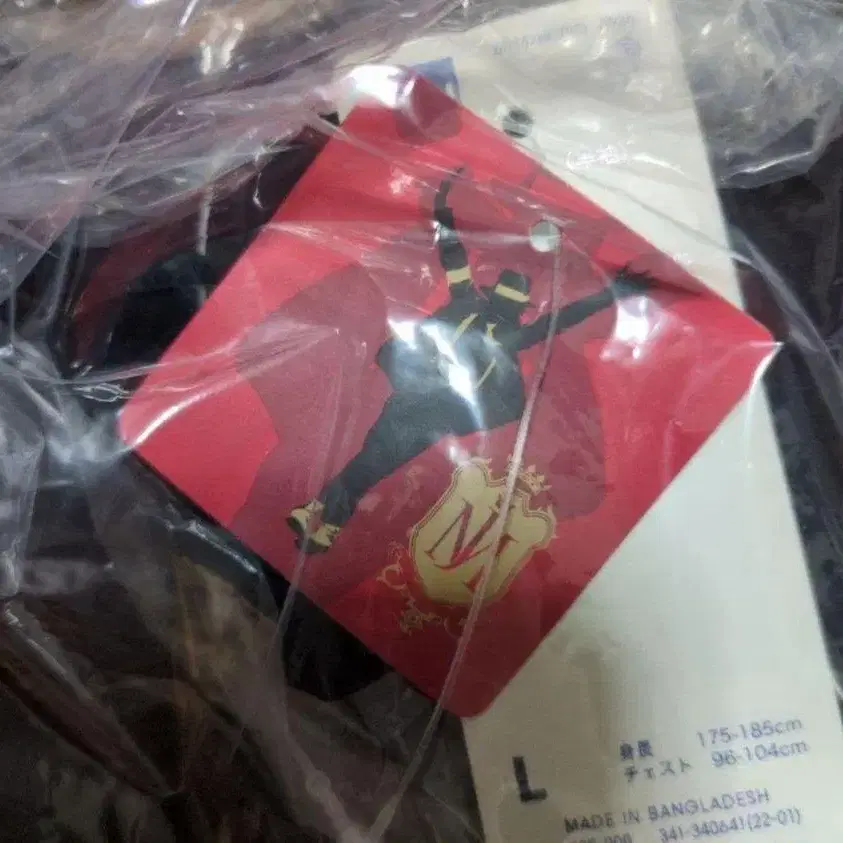 M
L
身長 175-185cm
チェスト 96-104cm
MADE IN BANGLADESH
341-340641(22-01)